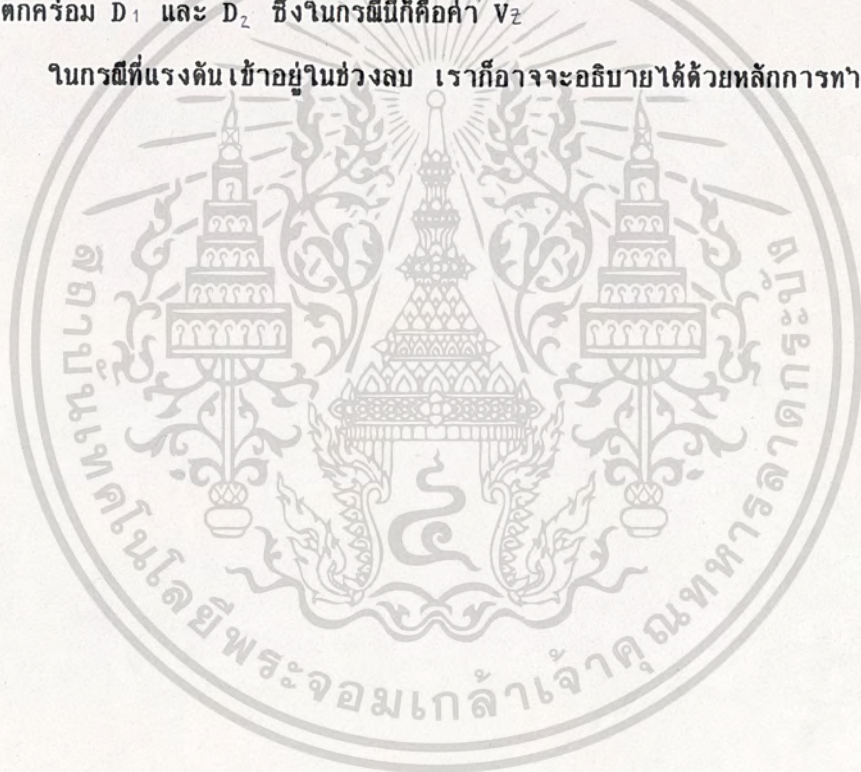 ตกคร่อม D₁ และ D₂ ซึ่งในกรณีนี้ก็คือค่า Vz
ในกรณีที่แรงดันเข้าอยู่ในช่วงลบ เราก็อาจจะอธิบายได้ด้วยหลักการทำ
สถาบันเทคโนโลยีพระจอมเกล้าเจ้าคุณทหารลาดกระบัง